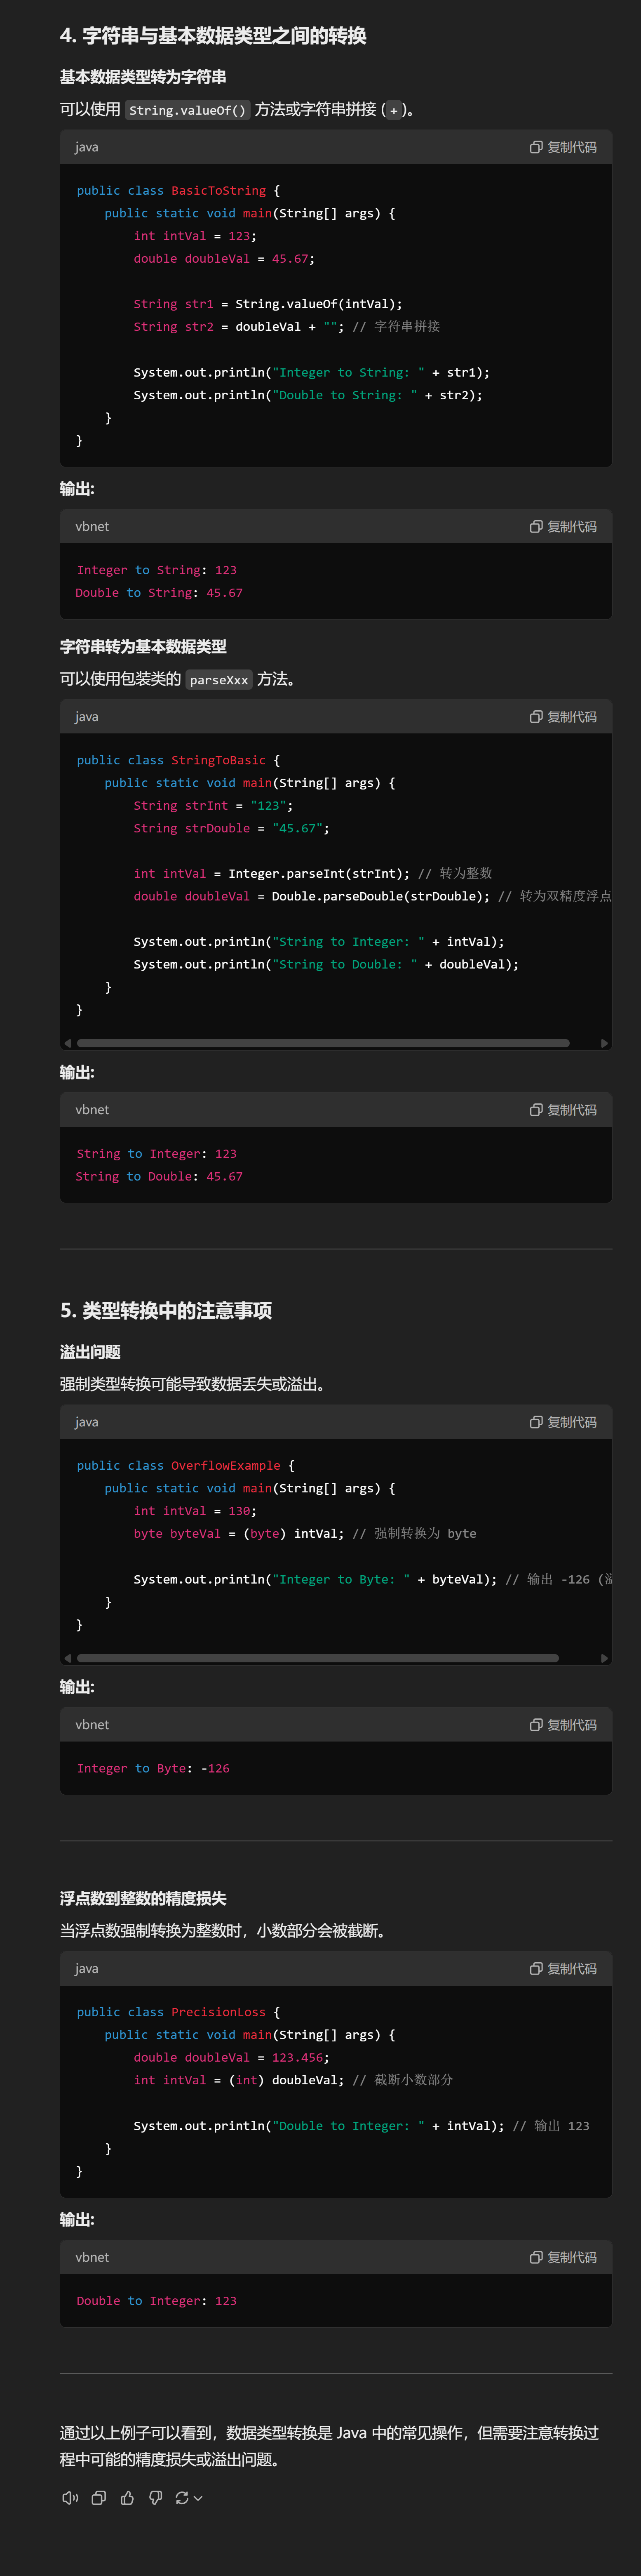 4. 字符串与基本数据类型之间的转换
基本数据类型转为字符串
可以使用 String.valueOf() 方法或字符串拼接 (+)。
java 复制代码
public class BasicToString {
    public static void main(String[] args) {
        int intVal = 123;
        double doubleVal = 45.67;
        String str1 = String.valueOf(intVal);
        String str2 = doubleVal + ""; // 字符串拼接
        System.out.println("Integer to String: " + str1);
        System.out.println("Double to String: " + str2);
    }
}
输出:
vbnet 复制代码
Integer to String: 123
Double to String: 45.67
字符串转为基本数据类型
可以使用包装类的 parseXxx 方法。
java 复制代码
public class StringToBasic {
    public static void main(String[] args) {
        String strInt = "123";
        String strDouble = "45.67";
        int intVal = Integer.parseInt(strInt); // 转为整数
        double doubleVal = Double.parseDouble(strDouble); // 转为双精度浮点
        System.out.println("String to Integer: " + intVal);
        System.out.println("String to Double: " + doubleVal);
    }
}
输出:
vbnet 复制代码
String to Integer: 123
String to Double: 45.67
5. 类型转换中的注意事项
溢出问题
强制类型转换可能导致数据丢失或溢出。
java 复制代码
public class OverflowExample {
    public static void main(String[] args) {
        int intVal = 130;
        byte byteVal = (byte) intVal; // 强制转换为 byte
        System.out.println("Integer to Byte: " + byteVal); // 输出 -126 (
    }
}
输出:
vbnet 复制代码
Integer to Byte: -126
浮点数到整数的精度损失
当浮点数强制转换为整数时，小数部分会被截断。
java 复制代码
public class PrecisionLoss {
    public static void main(String[] args) {
        double doubleVal = 123.456;
        int intVal = (int) doubleVal; // 截断小数部分
        System.out.println("Double to Integer: " + intVal); // 输出 123
    }
}
输出:
vbnet 复制代码
Double to Integer: 123
通过以上例子可以看到，数据类型转换是 Java 中的常见操作，但需要注意转换过
程中可能的精度损失或溢出问题。